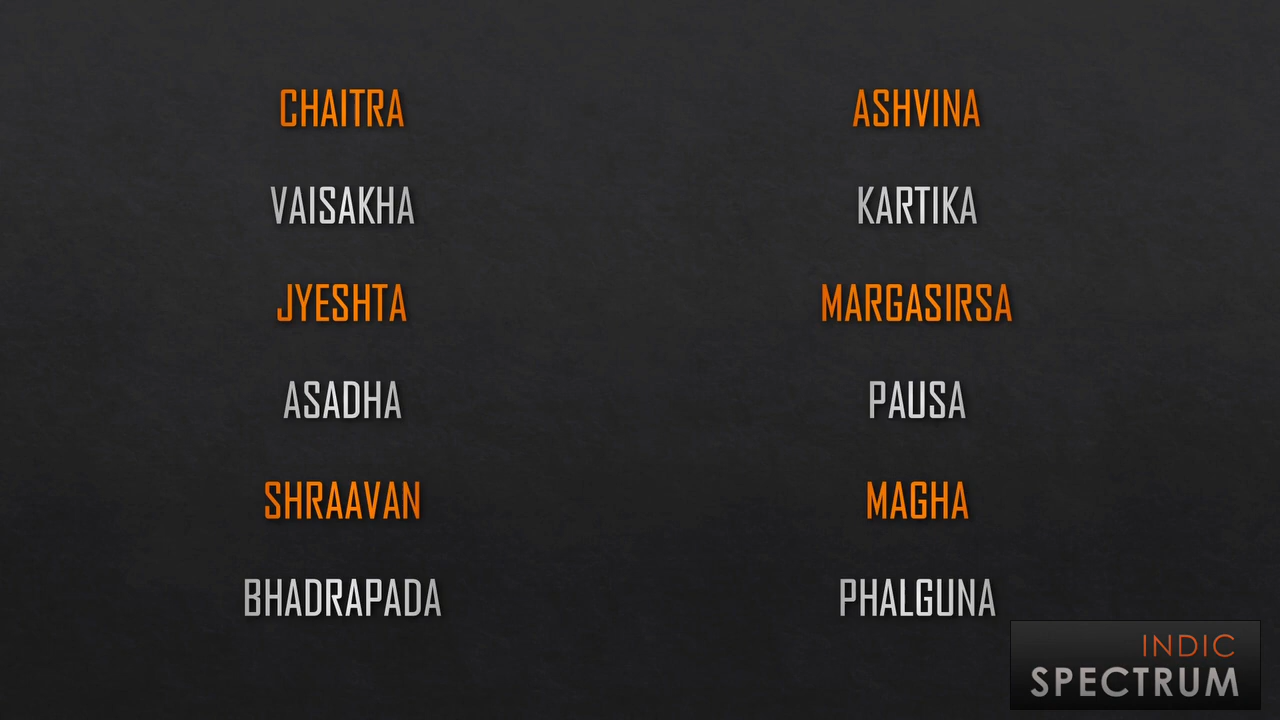 CHAITRA
VAISAKHA
JYESHTA
ASADHA
SHRAAVAN
BHADRAPADA
ASHVINA
KARTIKA
MARGASIRSA
PAUSA
MAGHA
PHALGUNA
INDIC
SPECTRUM